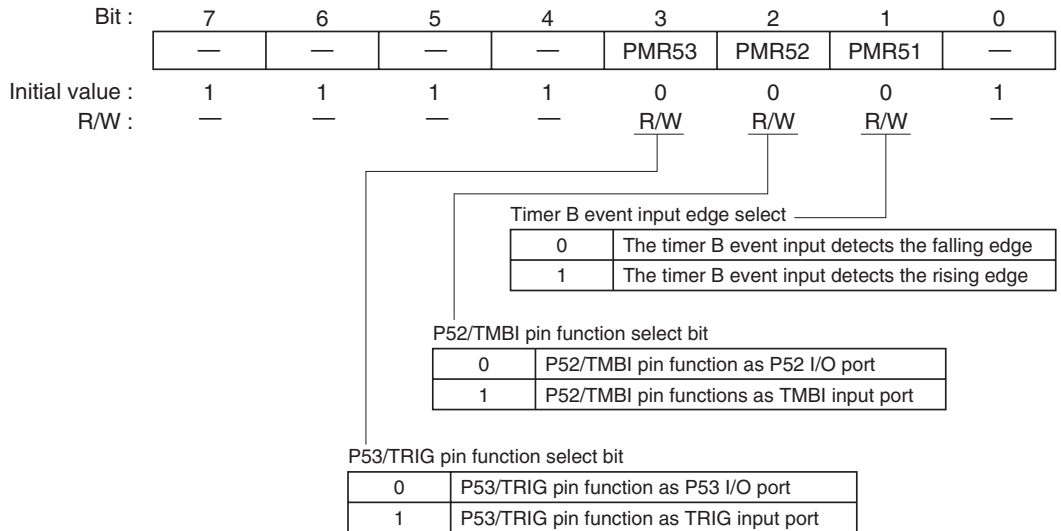 Bit : 7 6 5 4 3 2 1 0
— — — — PMR53 PMR52 PMR51 —
Initial value : 1 1 1 1 0 0 0 1
R/W : — — — — R/W R/W R/W —
Timer B event input edge select
0 The timer B event input detects the falling edge
1 The timer B event input detects the rising edge
P52/TMBI pin function select bit
0 P52/TMBI pin function as P52 I/O port
1 P52/TMBI pin functions as TMBI input port
P53/TRIG pin function select bit
0 P53/TRIG pin function as P53 I/O port
1 P53/TRIG pin function as TRIG input port